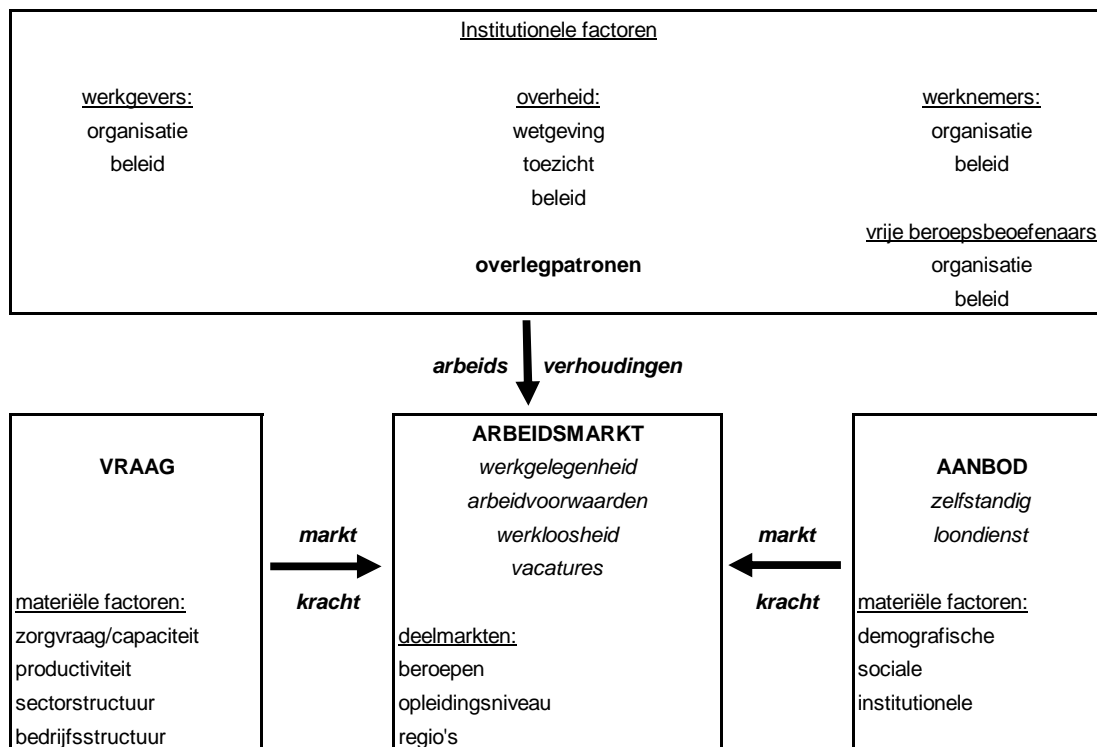 Institutionele factoren
werkgevers:
organisatie
beleid
overheid:
wetgeving
toezicht
beleid
overlegpatronen
werknemers:
organisatie
beleid
vrije beroepsbeoefenaars
organisatie
beleid
arbeids verhoudingen
VRAAG
materiële factoren:
zorgvraag/capaciteit
productiviteit
sectorstructuur
bedrijfsstructuur
markt
kracht
ARBEIDSMARKT
werkgelegenheid
arbeidvoorwaarden
werkloosheid
vacatures
deelmarkten:
beroepen
opleidingsniveau
regio's
markt
kracht
AANBOD
zelfstandig
loondienst
materiële factoren:
demografische
sociale
institutionele